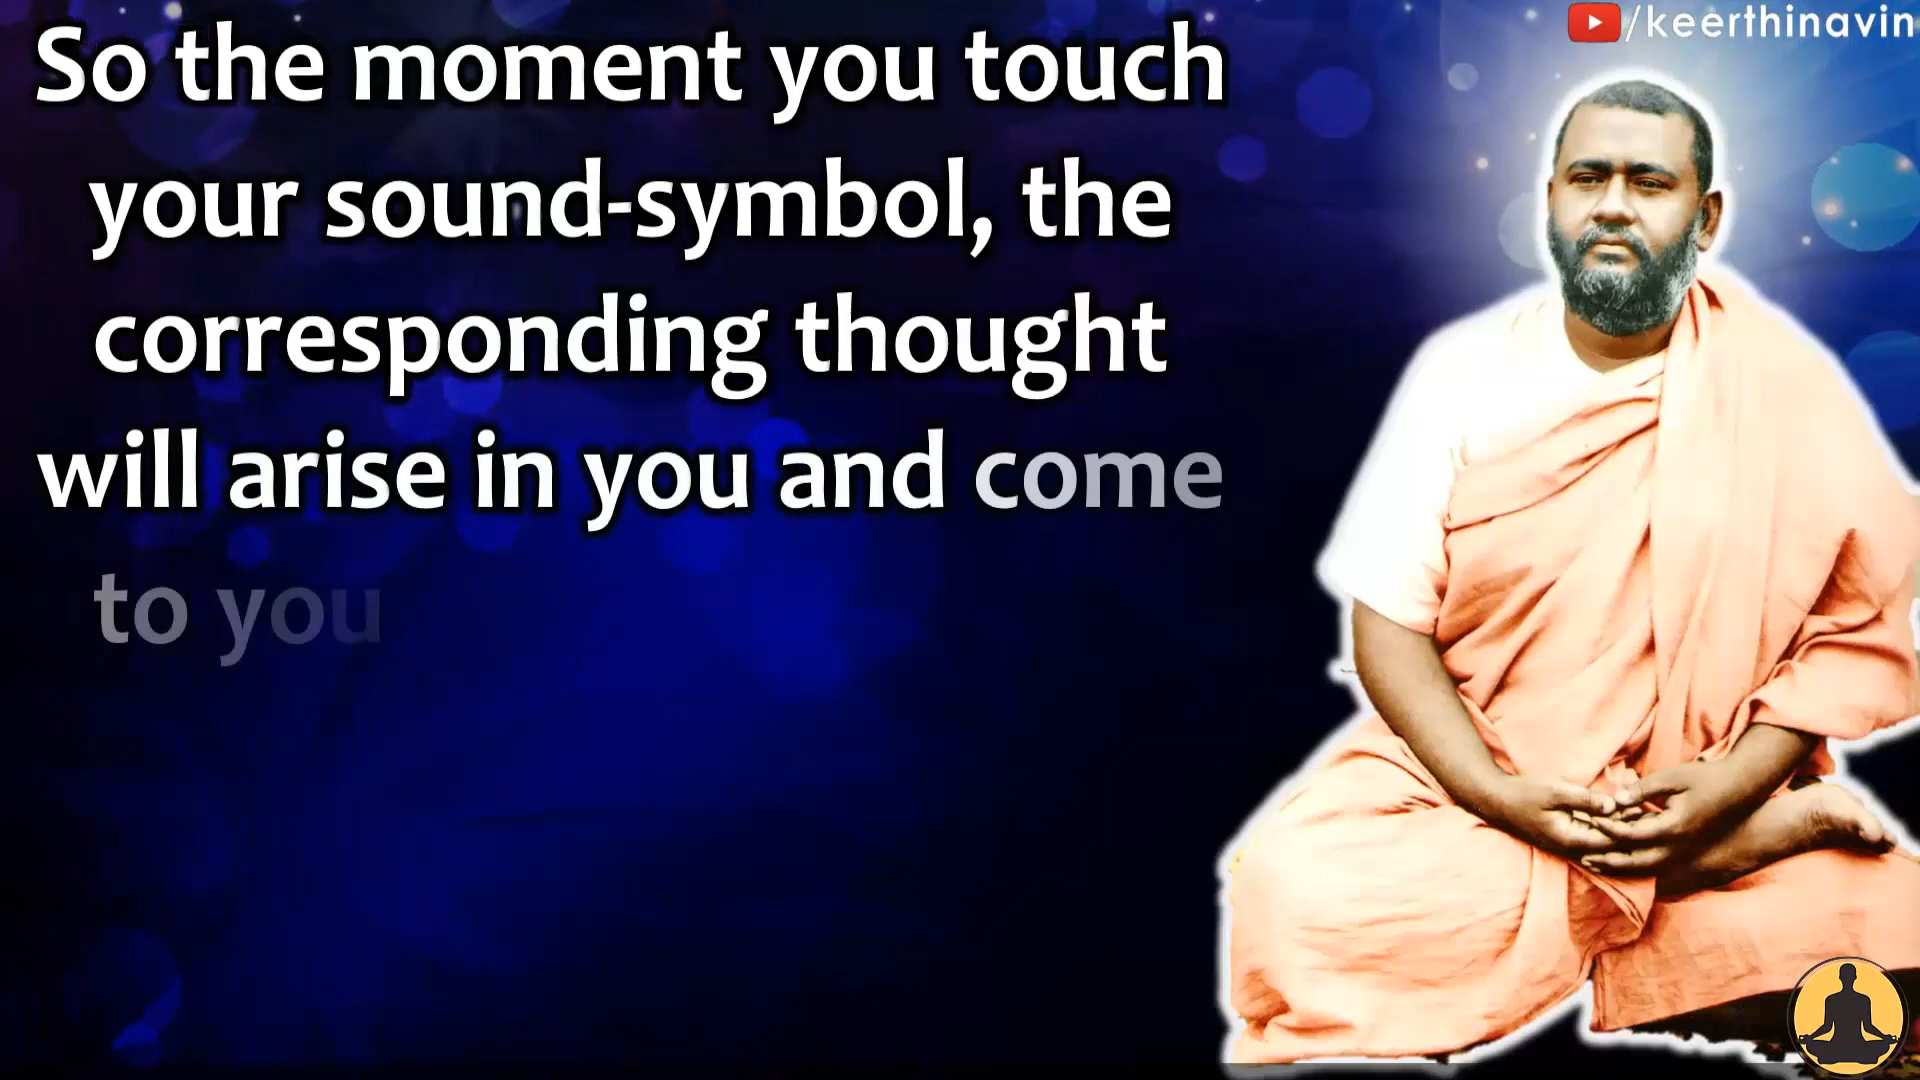 /keerthinavin
So the moment you touch
your sound-symbol, the
corresponding thought
will arise in you and come
to you